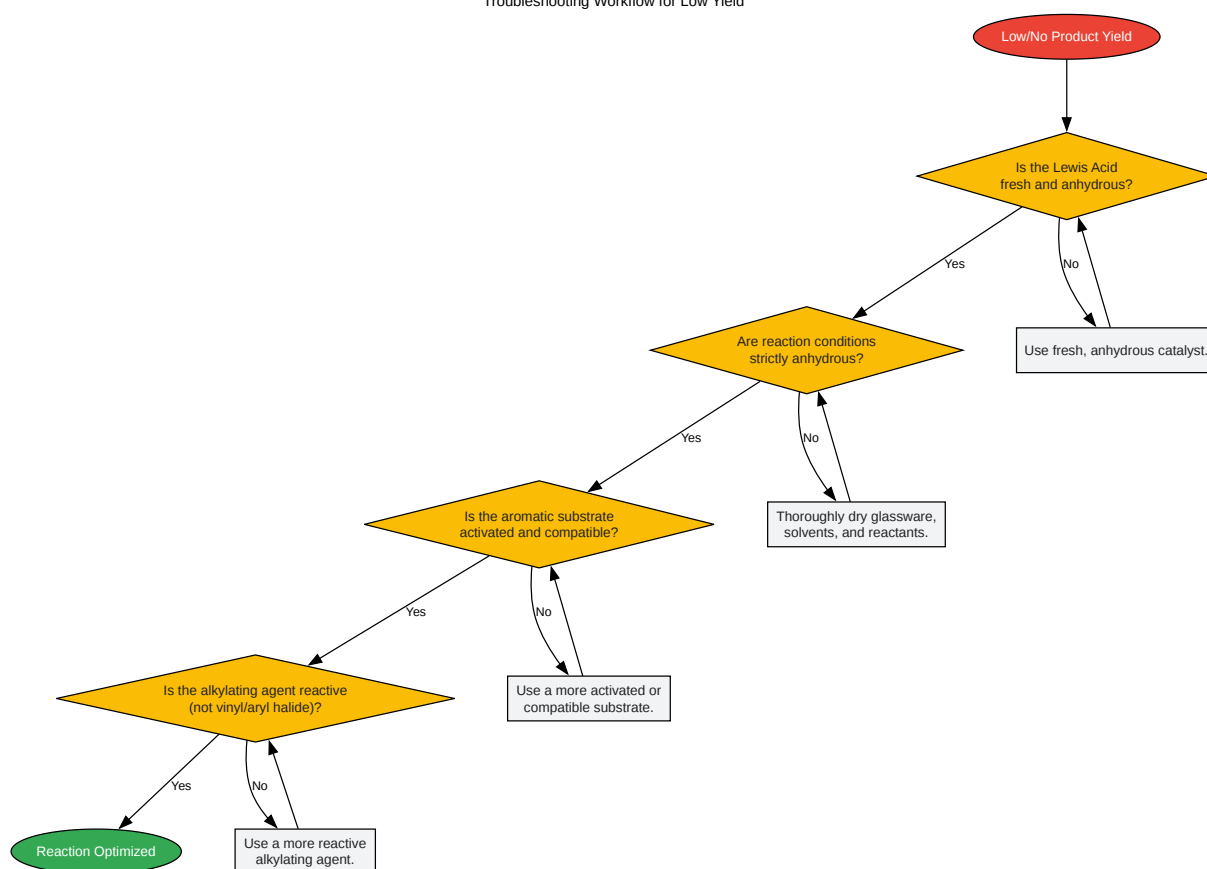 Troubleshooting Workflow for Low Yield
Low/No Product Yield
Is the Lewis Acid
fresh and anhydrous?
Yes
No
Use fresh, anhydrous catalyst.
Are reaction conditions
strictly anhydrous?
Yes
No
Thoroughly dry glassware,
solvents, and reactants.
Is the aromatic substrate
activated and compatible?
Yes
No
Use a more activated or
compatible substrate.
Is the alkylating agent reactive
(not vinyl/aryl halide)?
Yes
No
Reaction Optimized
Use a more reactive
alkylating agent.